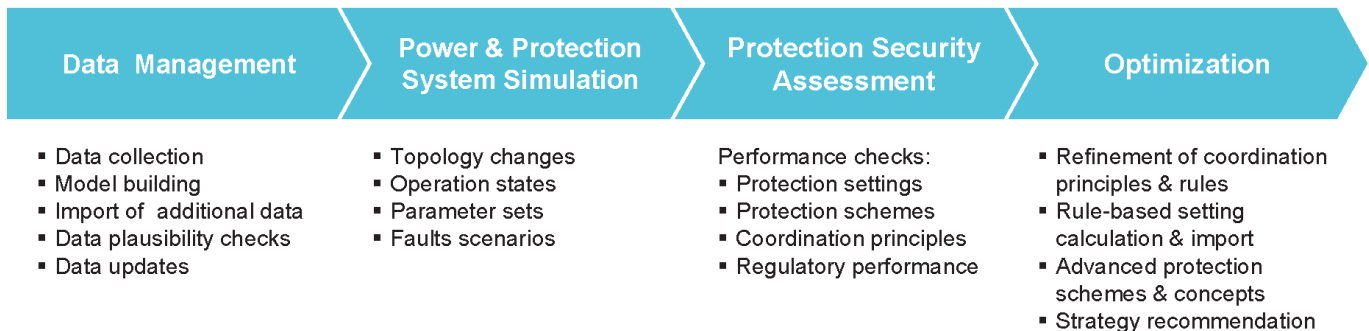 Data Management
Power & Protection
System Simulation
Protection Security
Assessment
Optimization
▪ Data collection
▪ Model building
▪ Import of additional data
▪ Data plausibility checks
▪ Data updates
▪ Topology changes
▪ Operation states
▪ Parameter sets
▪ Faults scenarios
Performance checks:
▪ Protection settings
▪ Protection schemes
▪ Coordination principles
▪ Regulatory performance
▪ Refinement of coordination
principles & rules
▪ Rule-based setting
calculation & import
▪ Advanced protection
schemes & concepts
▪ Strategy recommendation